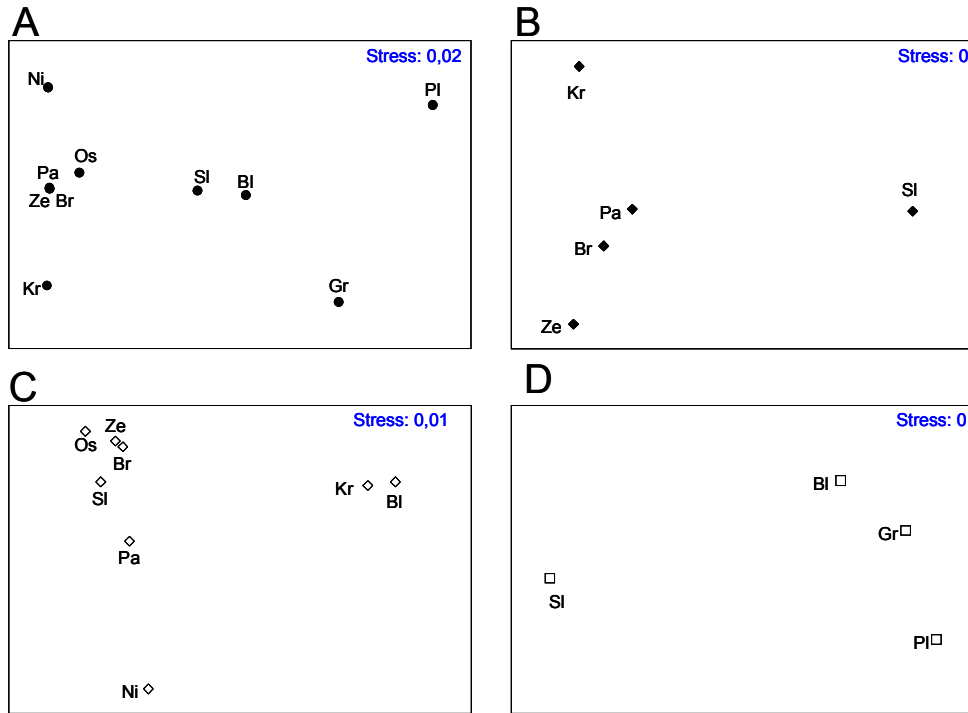 A
Stress: 0,02
Ni
Pl
Os
Pa
Sl
Bl
Ze Br
Kr
Gr
B
Stress: 0
Kr
Sl
Pa
Br
Ze
C
Stress: 0,01
Ze
Os
Br
Sl
Kr
Bl
Pa
Ni
D
Stress: 0
Bl
Gr
Sl
Pl